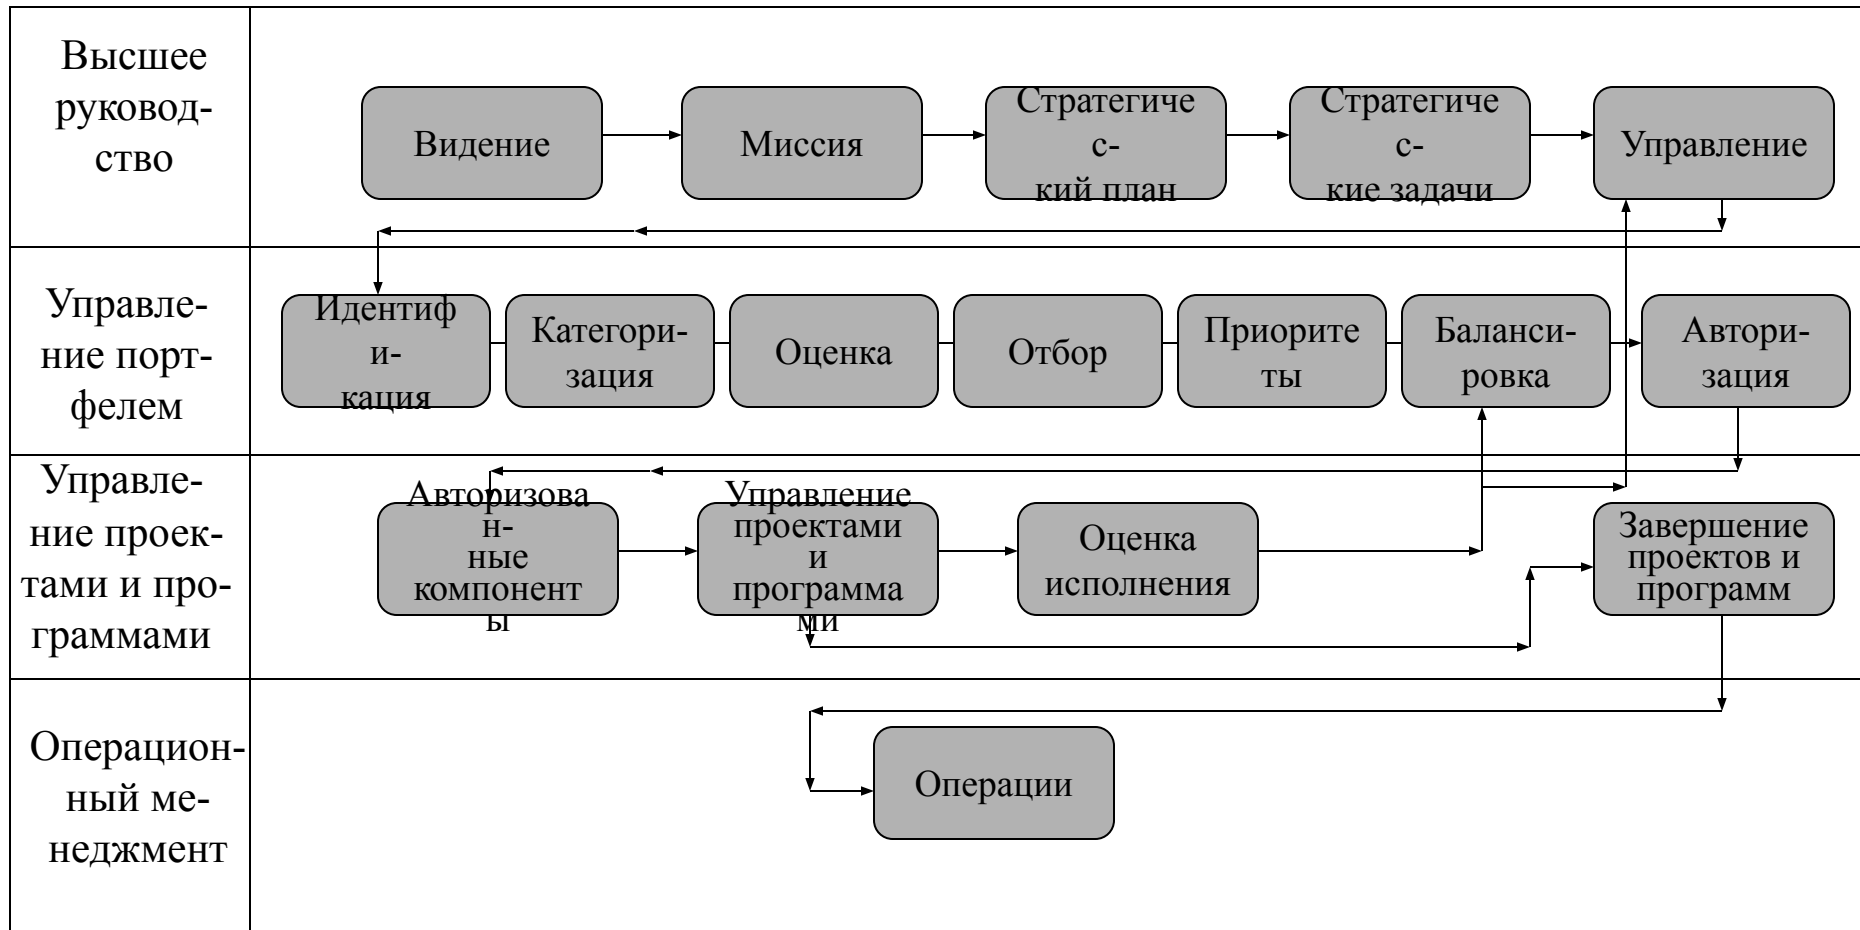 Высшее
руковод-
ство
Видение
Миссия
Стратегиче
с-
кий план
Стратегиче
с-
кие задачи
Управление
Управле-
ние порт-
фелем
Идентиф
и-
кация
Категори-
зация
Оценка
Отбор
Приорите
ты
Баланси-
ровка
Автори-
зация
Управле-
ние проек-
тами и про-
граммами
Авторизова
н-
ные
компонент
ы
Управление
проектами
и
программа
ми
Оценка
исполнения
Завершение
проектов и
программ
Операцион-
ный ме-
неджмент
Операции